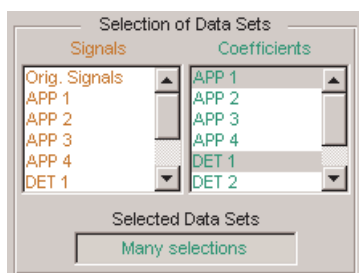 Selection of Data Sets
Signals Coefficients
Orig. Signals APP 1
APP 1 APP 2
APP 2 APP 3
APP 3 APP 4
APP 4 DET 1
DET 1 DET 2
Selected Data Sets
Many selections